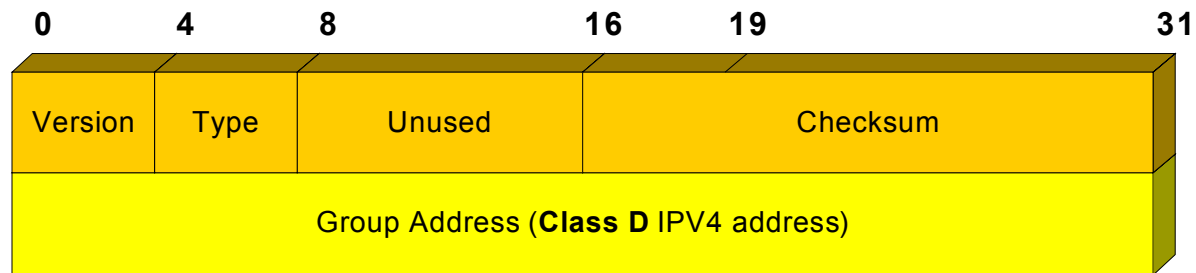 0 4 8 16 19 31
Version Type Unused Checksum
Group Address (Class D IPV4 address)